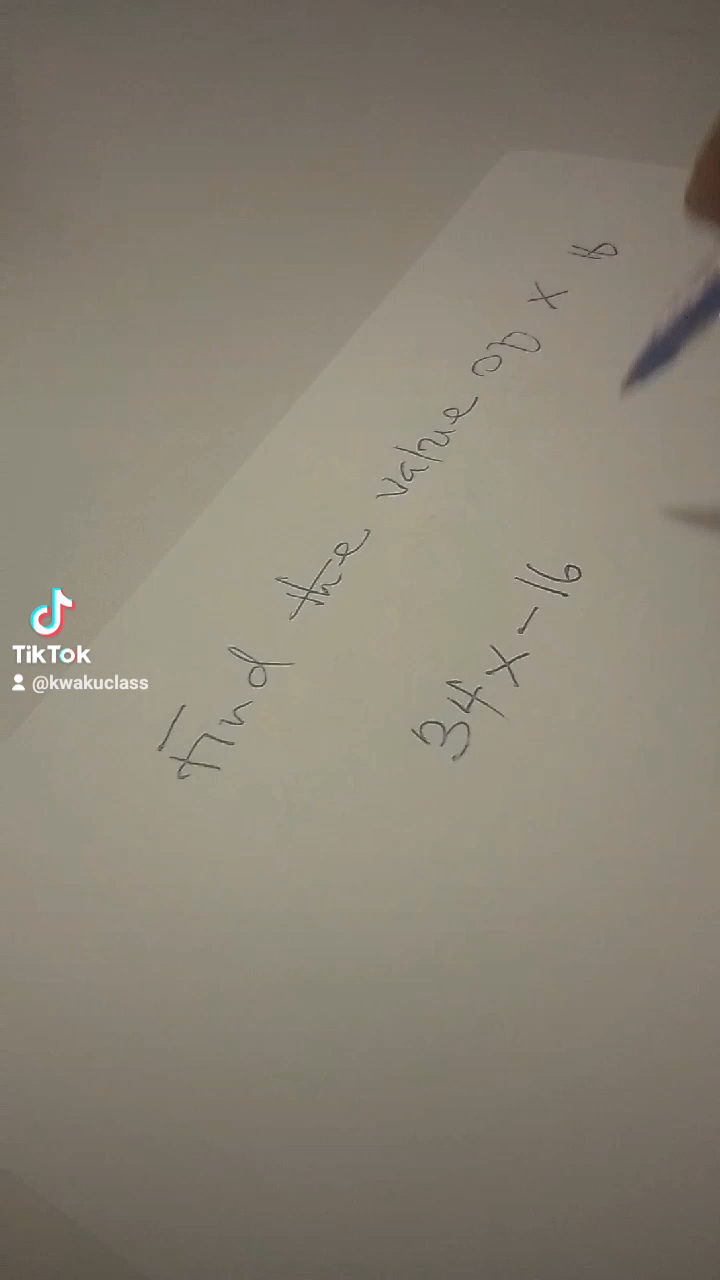 Find the value of x if
34x-16
TikTok
@kwakuclass